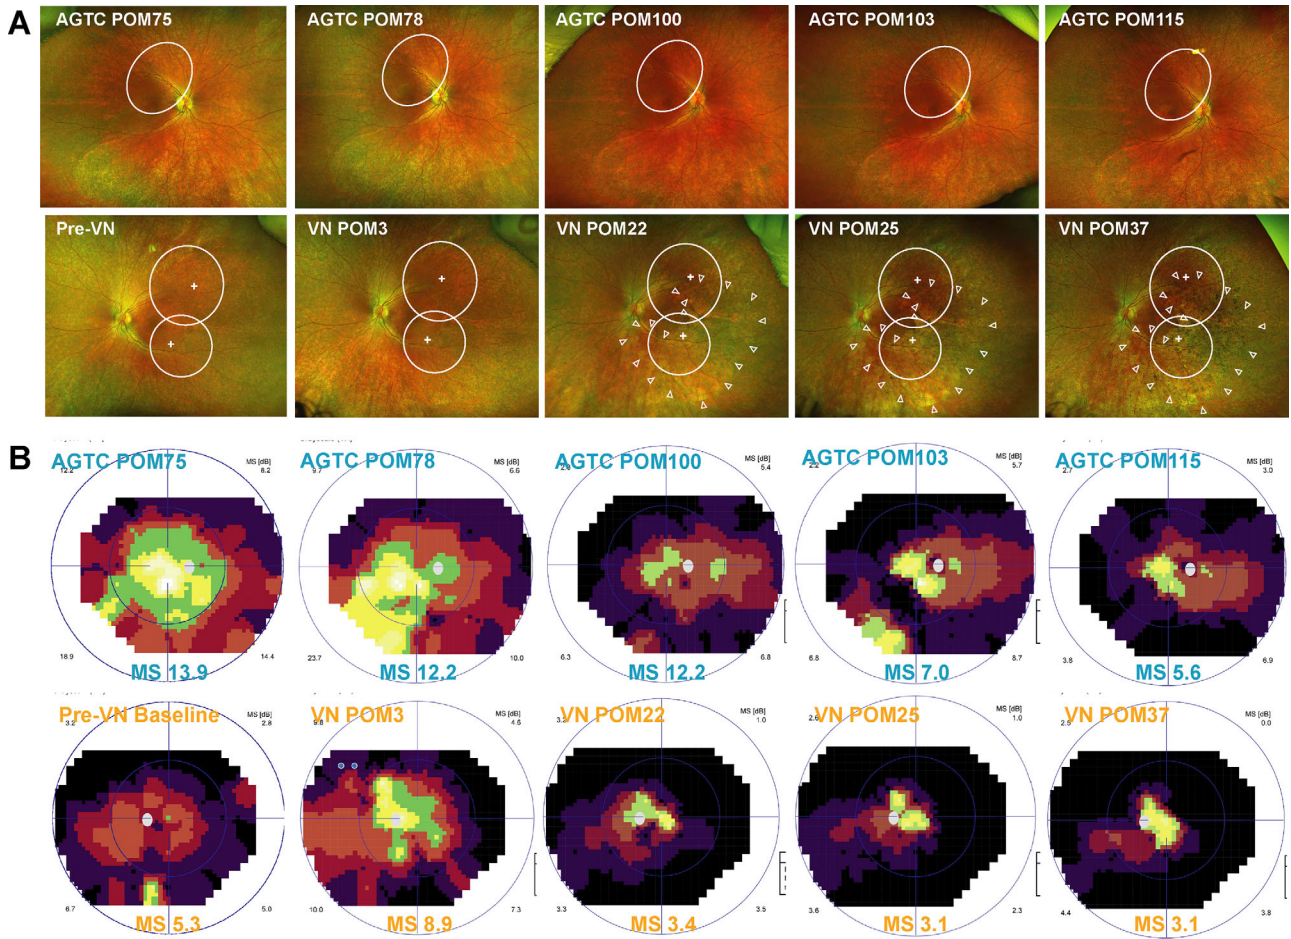 A
AGTC POM75
AGTC POM78
AGTC POM100
AGTC POM103
AGTC POM115
Pre-VN
VN POM3
VN POM22
VN POM25
VN POM37
B
AGTC POM75
12.2
MS [dB]
8.2
18.9
14.4
MS 13.9
AGTC POM78
9.7
MS [dB]
6.6
23.7
10.0
MS 12.2
AGTC POM100
MS [dB]
5.4
6.3
6.8
MS 12.2
AGTC POM103
2.2
MS [dB]
5.7
6.8
8.7
MS 7.0
AGTC POM115
2.7
MS [dB]
3.0
3.8
6.9
MS 5.6
Pre-VN Baseline
3.2
MS [dB]
2.8
6.7
5.0
MS 5.3
VN POM3
9.8
MS [dB]
4.6
10.0
7.3
MS 8.9
VN POM22
MS [dB]
1.0
3.3
3.5
MS 3.4
VN POM25
2.6
MS [dB]
1.0
3.6
2.3
MS 3.1
VN POM37
2.5
MS [dB]
0.0
4.4
3.8
MS 3.1